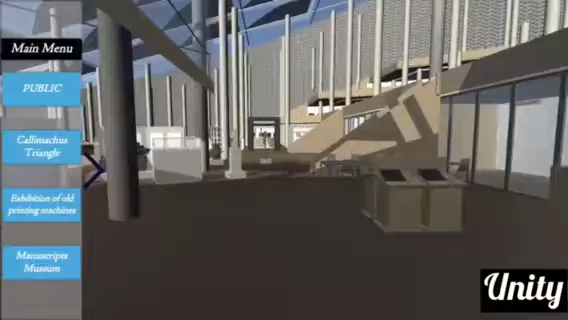 Main Menu
PUBLIC
Callimachus
Triangle
Exhibition of old
printing machines
Manuscripts
Museum
Unity